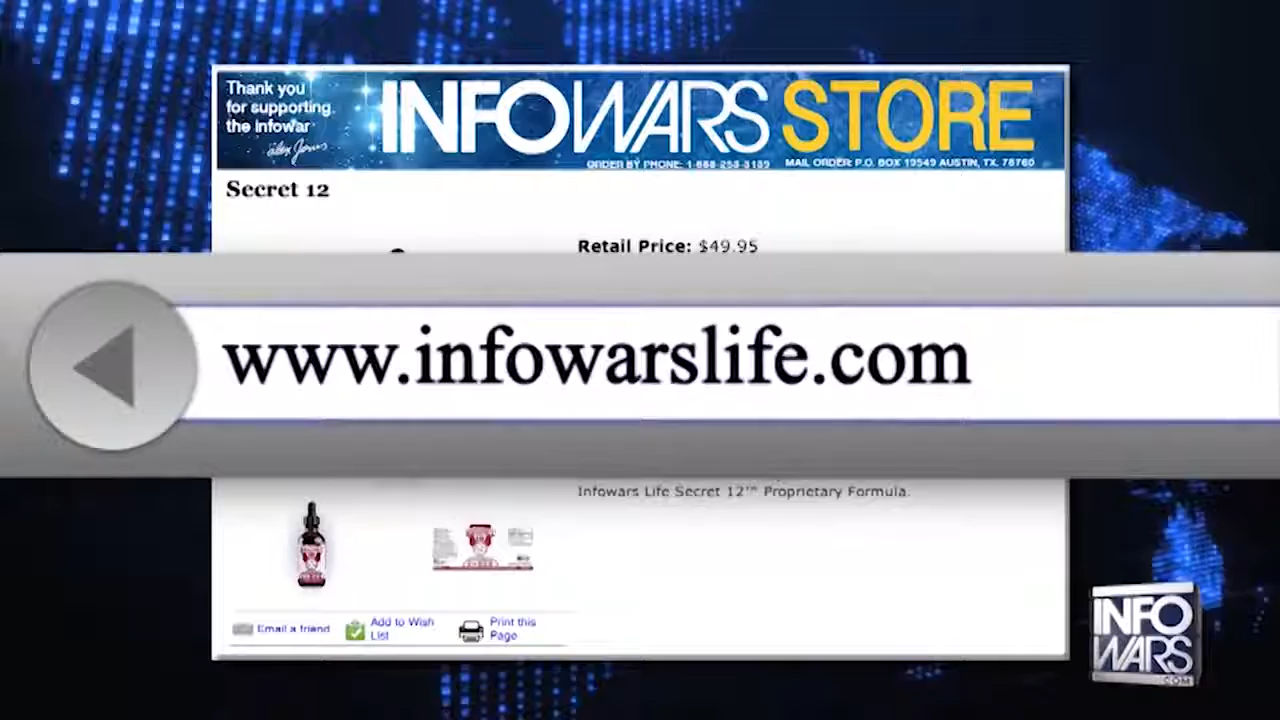 Thank you
for supporting.
the infowar
Alex Jones
INFOWARS STORE
ORDER BY PHONE: 1-888-253-3139 MAIL ORDER: P.O. BOX 19549 AUSTIN, TX. 78760
Secret 12
Retail Price: $49.95
www.infowarslife.com
Infowars Life Secret 12™ Proprietary Formula.
Email a friend
Add to Wish
List
Print this
Page
INFO
WARS
.COM